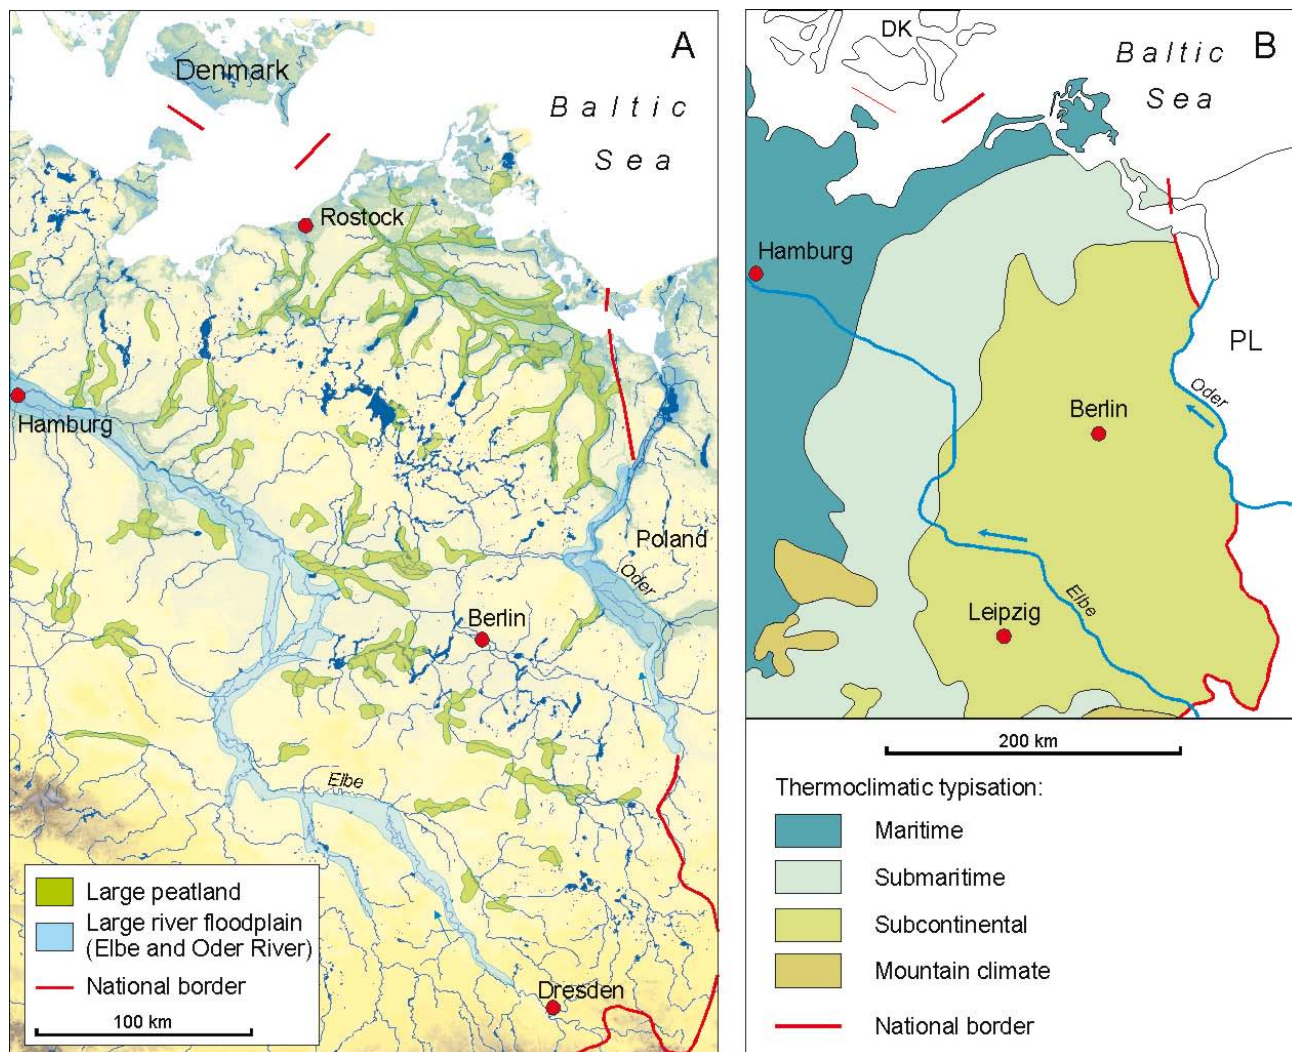 A
Denmark
Baltic
Sea
Rostock
Hamburg
Poland
Oder
Berlin
Elbe
Dresden
Large peatland
Large river floodplain
(Elbe and Oder River)
National border
100 km
B
DK
Baltic
Sea
Hamburg
PL
Oder
Berlin
Elbe
Leipzig
200 km
Thermoclimatic typisation:
Maritime
Submaritime
Subcontinental
Mountain climate
National border